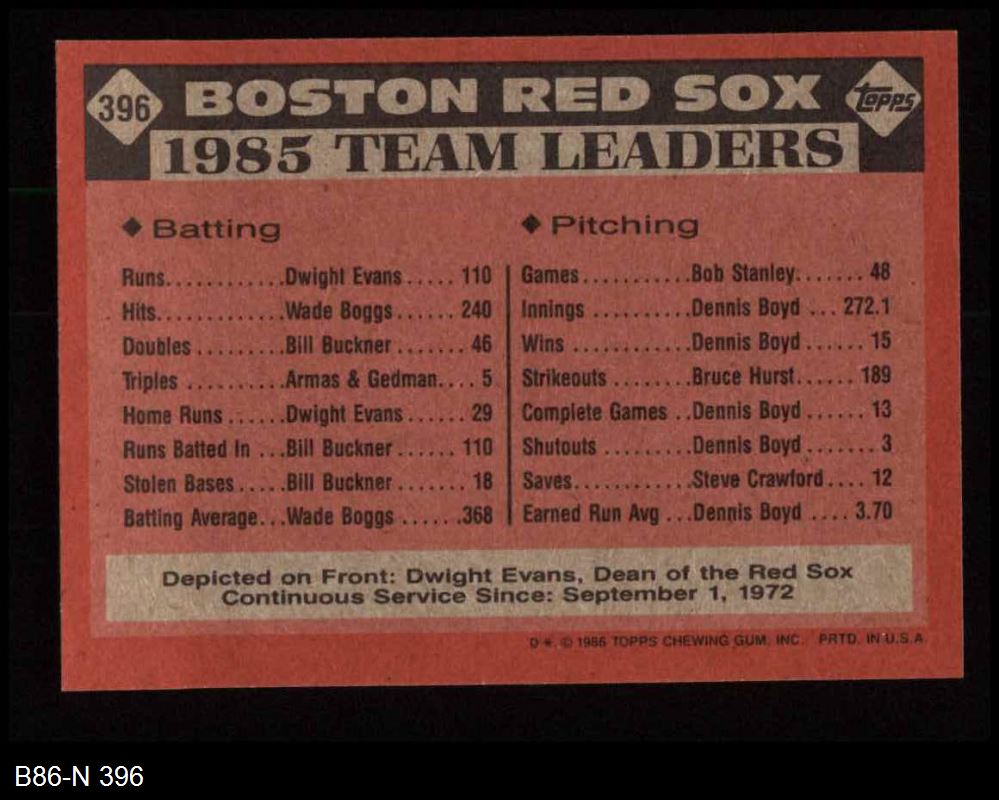 396 BOSTON RED SOX Topps
1985 TEAM LEADERS
◆ Batting
Runs.............Dwight Evans...... 110
Hits..............Wade Boggs....... 240
Doubles .........Bill Buckner ....... 46
Triples ..........Armas & Gedman.... 5
Home Runs ......Dwight Evans ...... 29
Runs Batted In ...Bill Buckner....... 110
Stolen Bases.....Bill Buckner ....... 18
Batting Average...Wade Boggs ......368
◆ Pitching
Games...........Bob Stanley....... 48
Innings ..........Dennis Boyd ... 272.1
Wins ............Dennis Boyd ...... 15
Strikeouts ........Bruce Hurst...... 189
Complete Games ..Dennis Boyd ...... 13
Shutouts .........Dennis Boyd ....... 3
Saves............Steve Crawford.... 12
Earned Run Avg ...Dennis Boyd .... 3.70
Depicted on Front: Dwight Evans, Dean of the Red Sox
Continuous Service Since: September 1, 1972
D*. © 1986 TOPPS CHEWING GUM, INC. PRTD. IN U.S.A.
B86-N 396